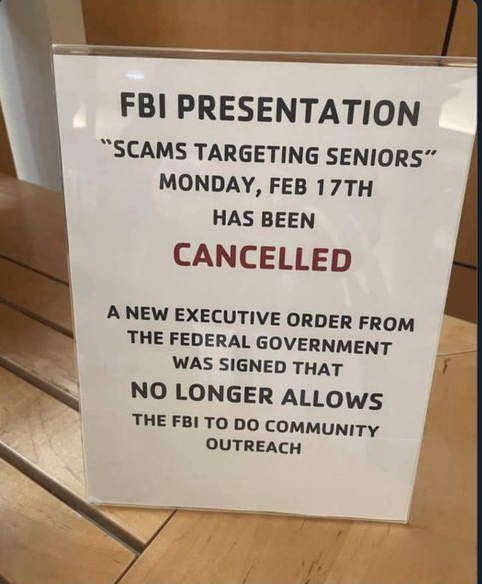 FBI PRESENTATION
“SCAMS TARGETING SENIORS”
MONDAY, FEB 17TH
HAS BEEN
CANCELLED
A NEW EXECUTIVE ORDER FROM
THE FEDERAL GOVERNMENT
WAS SIGNED THAT
NO LONGER ALLOWS
THE FBI TO DO COMMUNITY
OUTREACH